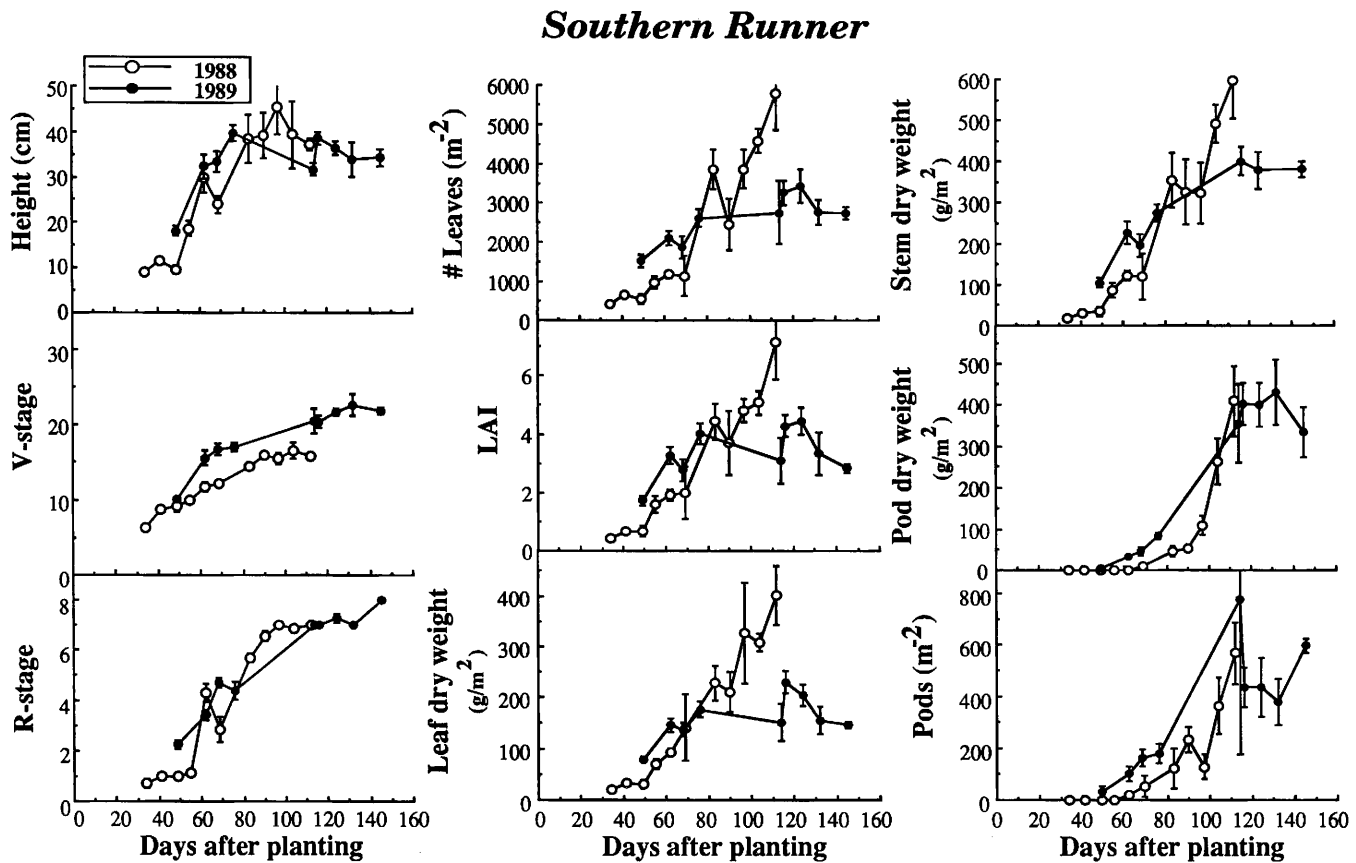 Southern Runner
1988
1989
50
40
30
20
10
0
Height (cm)
6000
5000
4000
3000
2000
1000
0
# Leaves (m⁻²)
600
500
400
300
200
100
0
Stem dry weight
(g/m²)
30
20
10
0
V-stage
6
4
2
0
LAI
500
400
300
200
100
0
Pod dry weight
(g/m²)
8
6
4
2
0
R-stage
400
300
200
100
0
Leaf dry weight
(g/m²)
800
600
400
200
0
Pods (m⁻²)
0 20 40 60 80 100 120 140 160
0 20 40 60 80 100 120 140 160
0 20 40 60 80 100 120 140 160
Days after planting
Days after planting
Days after planting